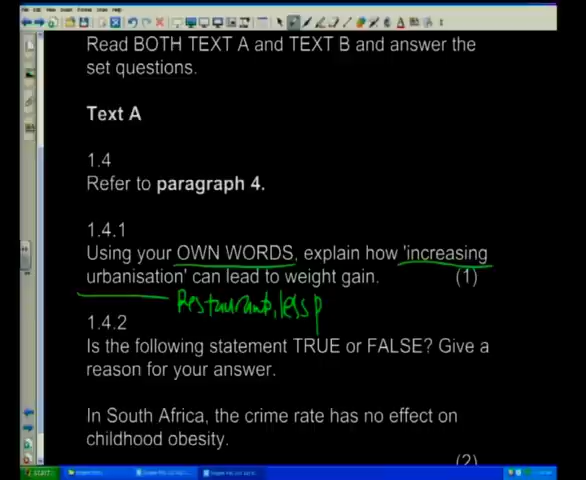 Read BOTH TEXT A and TEXT B and answer the
set questions.
Text A
1.4
Refer to paragraph 4.
1.4.1
Using your OWN WORDS, explain how 'increasing
urbanisation' can lead to weight gain. (1)
Restaurant, less p
1.4.2
Is the following statement TRUE or FALSE? Give a
reason for your answer.
In South Africa, the crime rate has no effect on
childhood obesity.
(2)